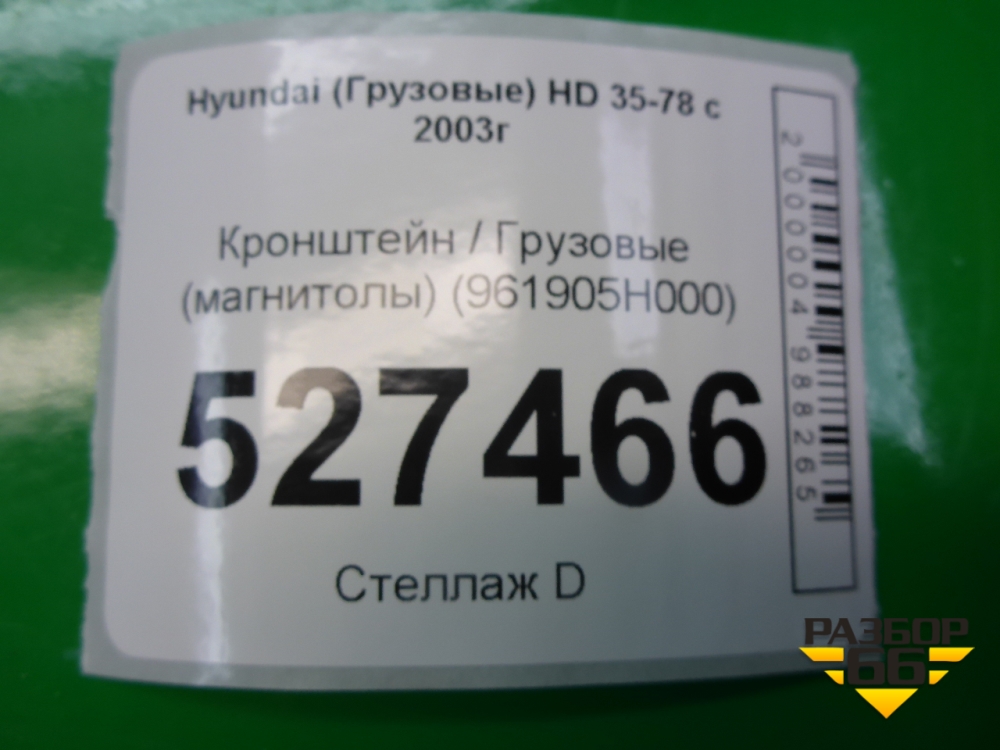 Hyundai (Грузовые) HD 35-78 с
2003г
Кронштейн / Грузовые
(магнитолы) (961905H000)
527466
Стеллаж D
2000004988265
РАЗБОР
66